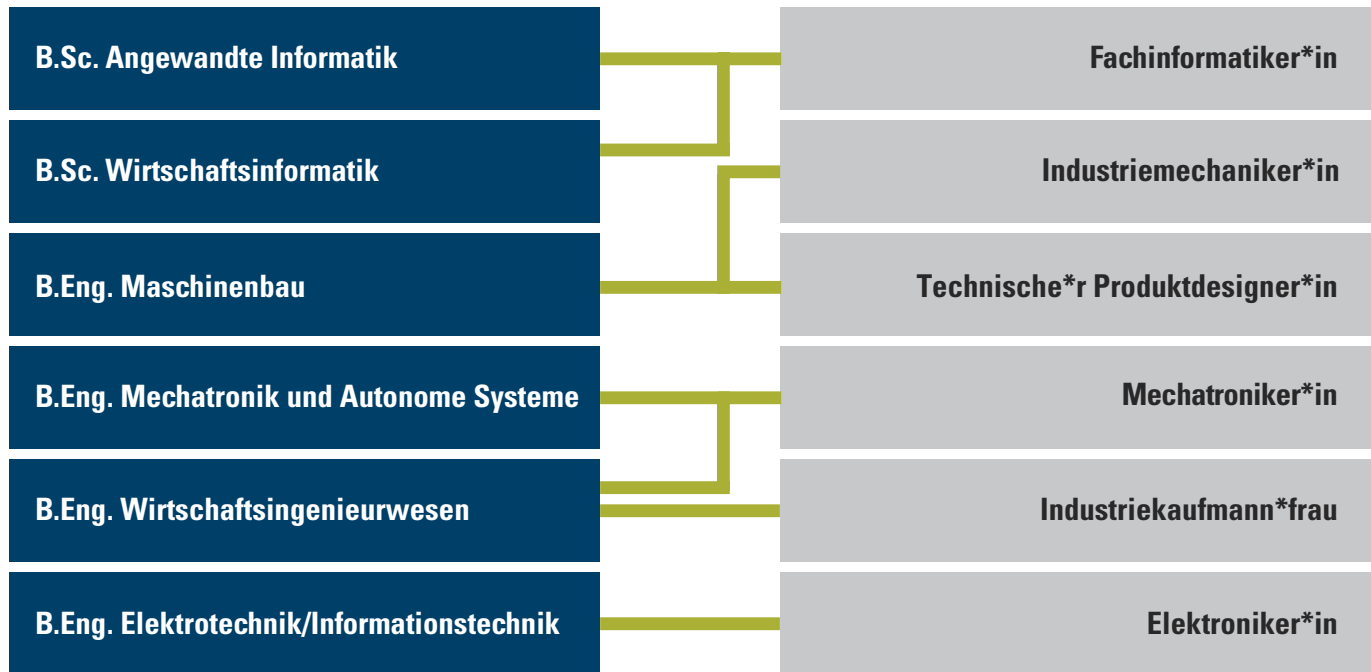 B.Sc. Angewandte Informatik
Fachinformatiker*in
B.Sc. Wirtschaftsinformatik
Industriemechaniker*in
B.Eng. Maschinenbau
Technische*r Produktdesigner*in
B.Eng. Mechatronik und Autonome Systeme
Mechatroniker*in
B.Eng. Wirtschaftsingenieurwesen
Industriekaufmann*frau
B.Eng. Elektrotechnik/Informationstechnik
Elektroniker*in